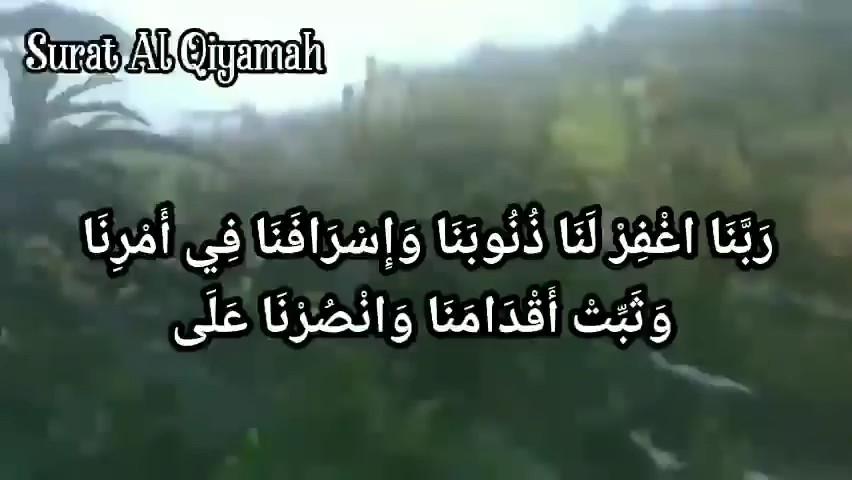 Surat Al Qiyamah
رَبَّنَا اغْفِرْ لَنَا ذُنُوبَنَا وَإِسْرَافَنَا فِي أَمْرِنَا
وَثَبِّتْ أَقْدَامَنَا وَانْصُرْنَا عَلَى